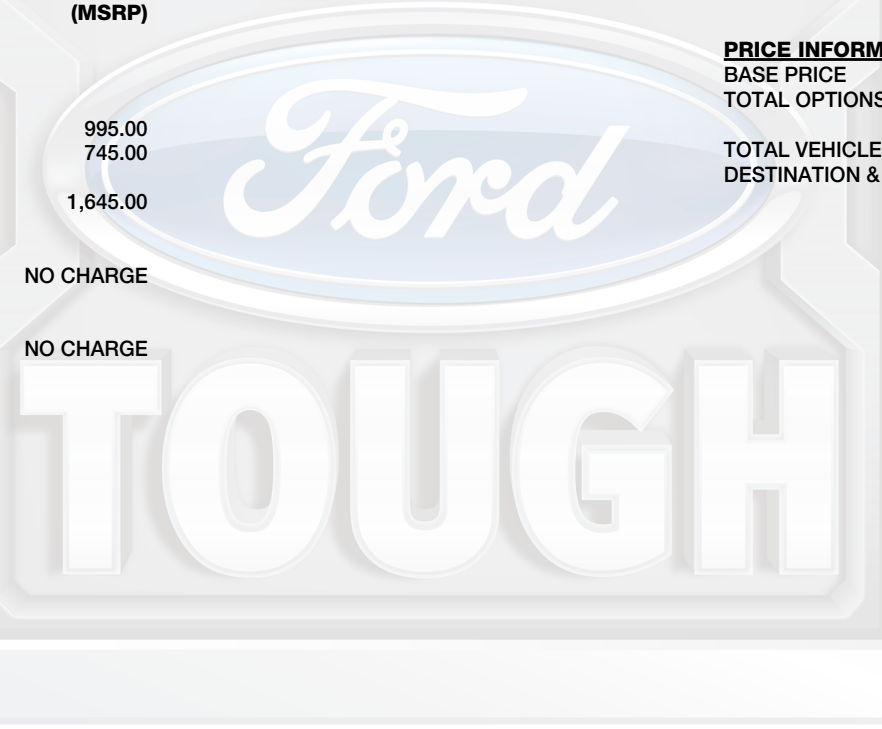 (MSRP)
995.00
745.00
1,645.00
NO CHARGE
NO CHARGE
PRICE INFORM
BASE PRICE
TOTAL OPTIONS
TOTAL VEHICLE
DESTINATION &
Ford
TOUGH